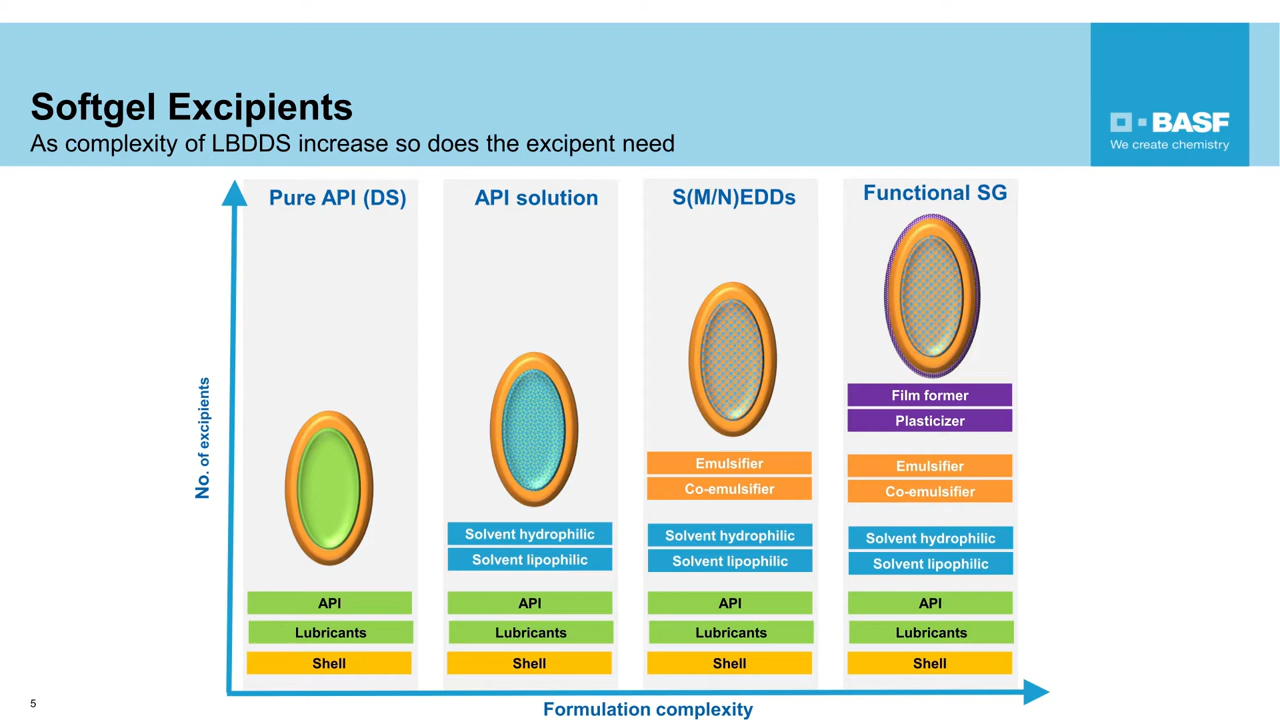 Softgel Excipients
As complexity of LBDDS increase so does the excipent need
BASF
We create chemistry
No. of excipients
Pure API (DS)
API
Lubricants
Shell
API solution
Solvent hydrophilic
Solvent lipophilic
API
Lubricants
Shell
S(M/N)EDDs
Emulsifier
Co-emulsifier
Solvent hydrophilic
Solvent lipophilic
API
Lubricants
Shell
Functional SG
Film former
Plasticizer
Emulsifier
Co-emulsifier
Solvent hydrophilic
Solvent lipophilic
API
Lubricants
Shell
Formulation complexity
5